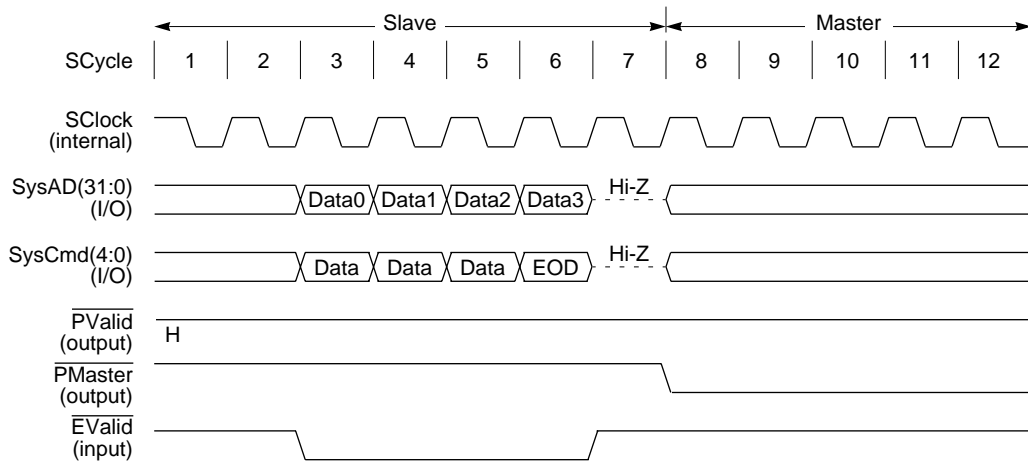 Slave Master
SCycle 1 2 3 4 5 6 7 8 9 10 11 12
SClock
(internal)
SysAD(31:0)
(I/O)
Data0 Data1 Data2 Data3 Hi-Z
SysCmd(4:0)
(I/O)
Data Data Data EOD Hi-Z
PValid
(output)
H
PMaster
(output)
EValid
(input)